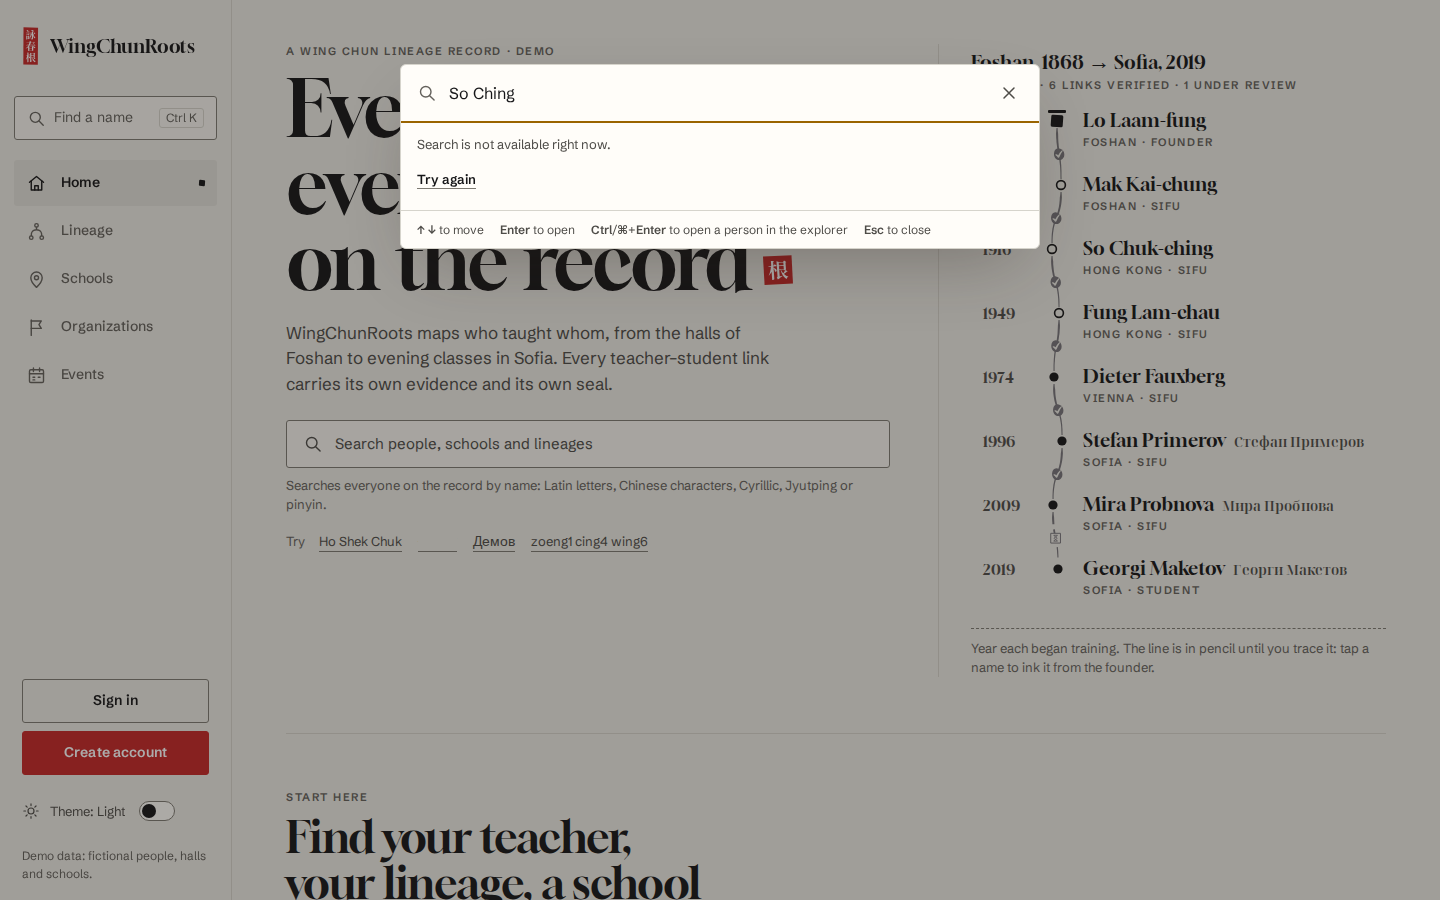 詠春根
WingChunRoots
Find a name
Ctrl K
Home
Lineage
Schools
Organizations
Events
Sign in
Create account
Theme: Light
Demo data: fictional people, halls
and schools.
A WING CHUN LINEAGE RECORD · DEMO
So Ching
Search is not available right now.
Try again
↑ ↓ to move
Enter to open
Ctrl/⌘+Enter to open a person in the explorer
Esc to close
on the record 根
WingChunRoots maps who taught whom, from the halls of
Foshan to evening classes in Sofia. Every teacher–student link
carries its own evidence and its own seal.
Search people, schools and lineages
Searches everyone on the record by name: Latin letters, Chinese characters, Cyrillic, Jyutping or
pinyin.
Try
Ho Shek Chuk
Демов
zoeng1 cing4 wing6
Foshan, 1868 → Sofia, 2019
· 6 LINKS VERIFIED · 1 UNDER REVIEW
Lo Laam-fung
FOSHAN · FOUNDER
Mak Kai-chung
FOSHAN · SIFU
So Chuk-ching
HONG KONG · SIFU
1949
Fung Lam-chau
HONG KONG · SIFU
1974
Dieter Fauxberg
VIENNA · SIFU
1996
Stefan Primerov Стефан Примеров
SOFIA · SIFU
2009
Mira Probnova Мира Пробнова
SOFIA · SIFU
2019
Georgi Maketov Георги Макетов
SOFIA · STUDENT
Year each began training. The line is in pencil until you trace it: tap a
name to ink it from the founder.
START HERE
Find your teacher,
your lineage, a school